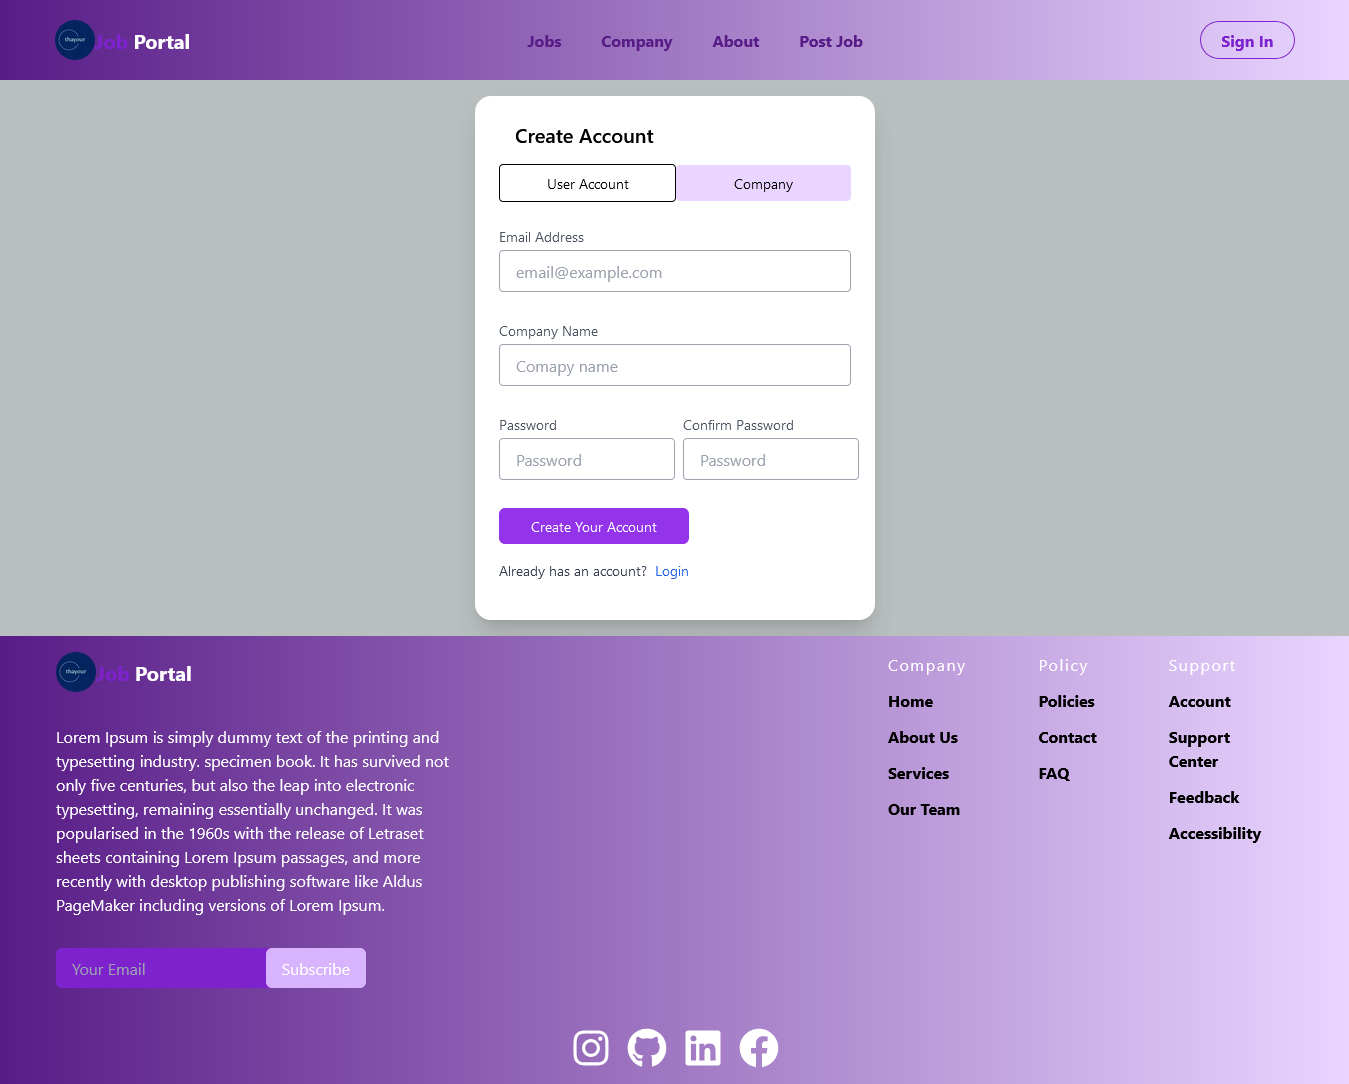 thayour
Job Portal
Jobs Company About Post Job
Sign In
Create Account
User Account Company
Email Address
email@example.com
Company Name
Comapy name
Password Confirm Password
Password Password
Create Your Account
Already has an account? Login
thayour
Job Portal
Lorem Ipsum is simply dummy text of the printing and
typesetting industry. specimen book. It has survived not
only five centuries, but also the leap into electronic
typesetting, remaining essentially unchanged. It was
popularised in the 1960s with the release of Letraset
sheets containing Lorem Ipsum passages, and more
recently with desktop publishing software like Aldus
PageMaker including versions of Lorem Ipsum.
Your Email Subscribe
Company
Home
About Us
Services
Our Team
Policy
Policies
Contact
FAQ
Support
Account
Support
Center
Feedback
Accessibility